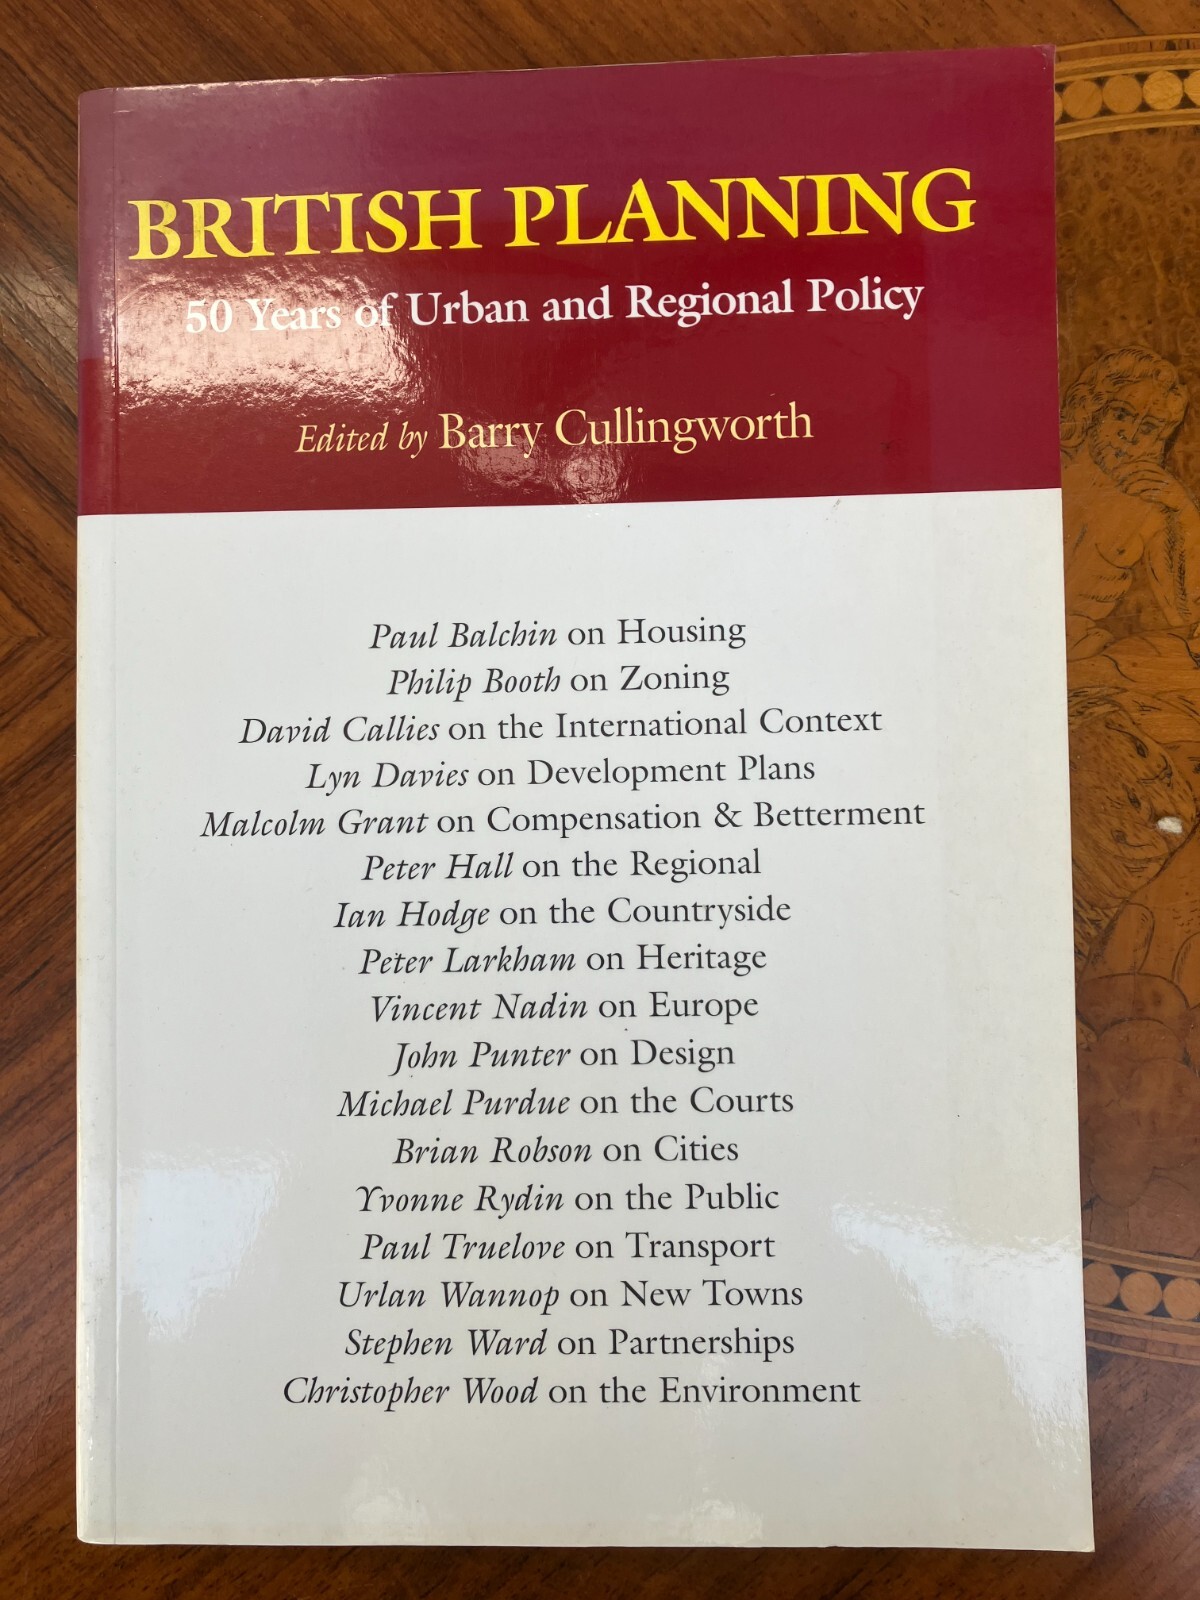 BRITISH PLANNING
50 Years of Urban and Regional Policy
Edited by Barry Cullingworth
Paul Balchin on Housing
Philip Booth on Zoning
David Callies on the International Context
Lyn Davies on Development Plans
Malcolm Grant on Compensation & Betterment
Peter Hall on the Regional
Ian Hodge on the Countryside
Peter Larkham on Heritage
Vincent Nadin on Europe
John Punter on Design
Michael Purdue on the Courts
Brian Robson on Cities
Yvonne Rydin on the Public
Paul Truelove on Transport
Urlan Wannop on New Towns
Stephen Ward on Partnerships
Christopher Wood on the Environment